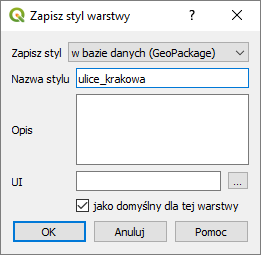 Zapisz styl warstwy
Zapisz styl w bazie danych (GeoPackage)
Nazwa stylu ulice_krakowa
Opis
UI ...
jako domyślny dla tej warstwy
OK Anuluj Pomoc